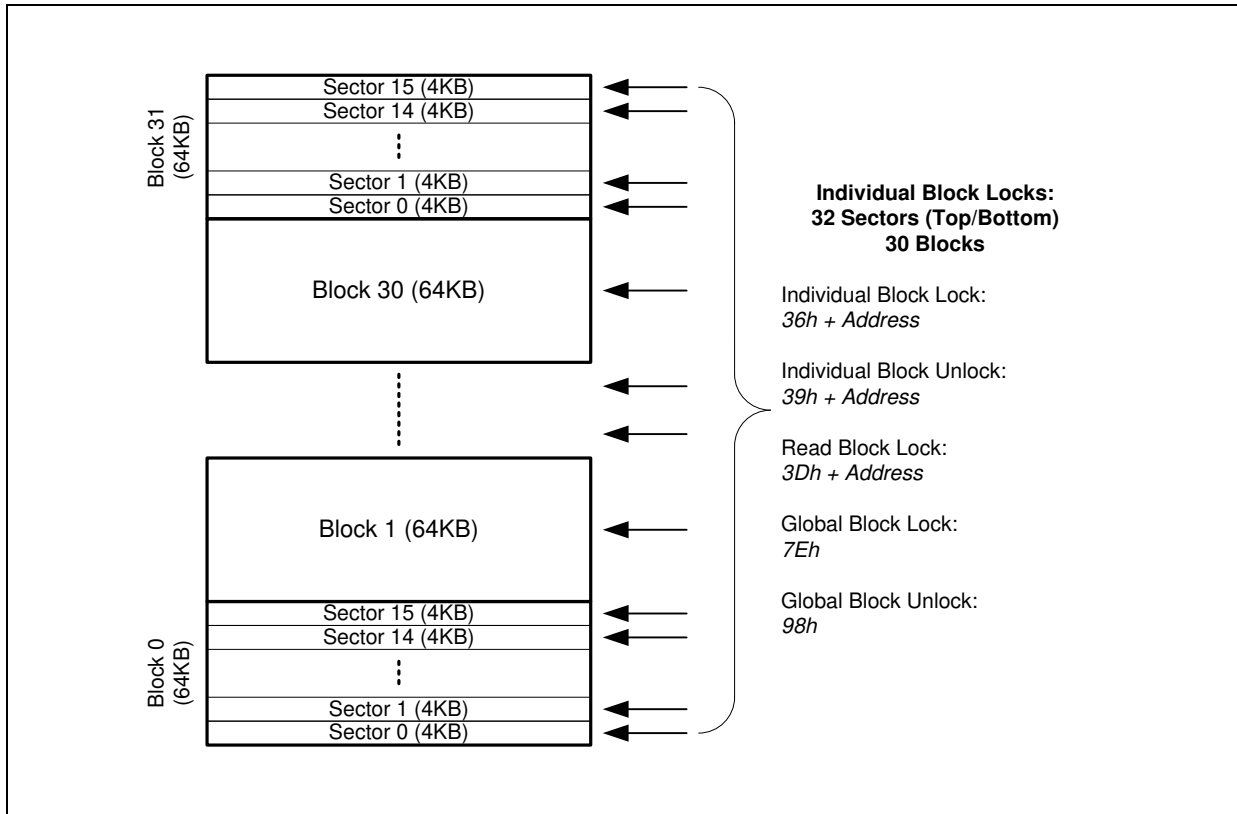 Block 31
(64KB)
Sector 15 (4KB)
Sector 14 (4KB)
Sector 1 (4KB)
Sector 0 (4KB)
Block 30 (64KB)
Block 1 (64KB)
Block 0
(64KB)
Sector 15 (4KB)
Sector 14 (4KB)
Sector 1 (4KB)
Sector 0 (4KB)
Individual Block Locks:
32 Sectors (Top/Bottom)
30 Blocks
Individual Block Lock:
36h + Address
Individual Block Unlock:
39h + Address
Read Block Lock:
3Dh + Address
Global Block Lock:
7Eh
Global Block Unlock:
98h